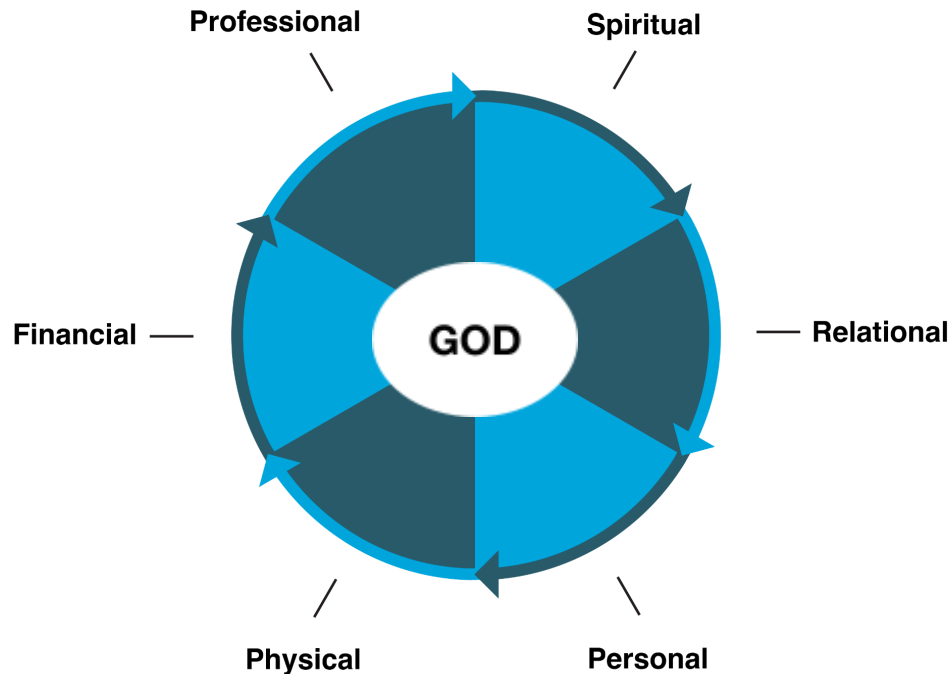 Professional
Spiritual
Financial
GOD
Relational
Physical
Personal